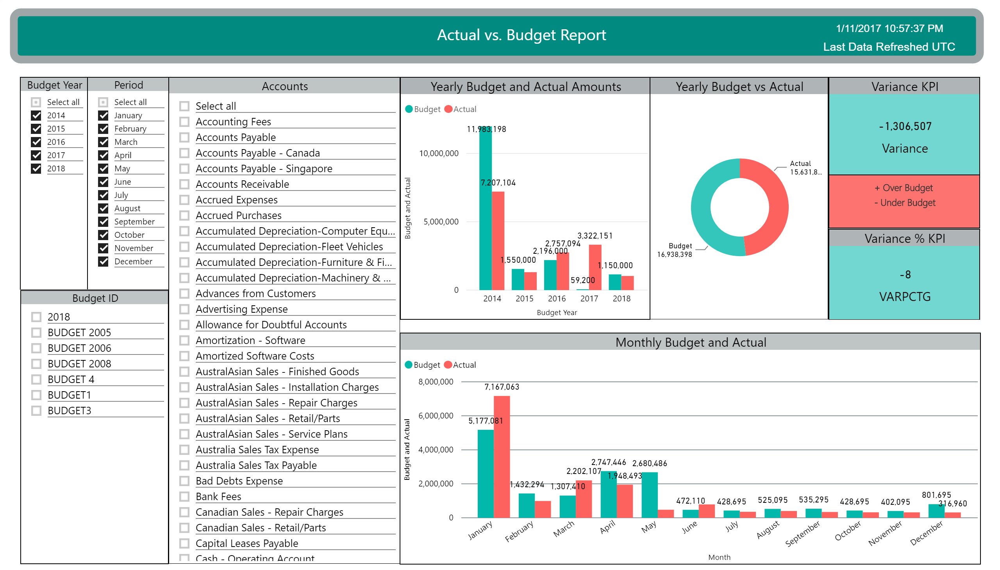 Actual vs. Budget Report
1/11/2017 10:57:37 PM
Last Data Refreshed UTC
Budget Year
Select all
2014
2015
2016
2017
2018
Period
Select all
January
February
March
April
May
June
July
August
September
October
November
December
Budget ID
2018
BUDGET 2005
BUDGET 2006
BUDGET 2008
BUDGET 4
BUDGET1
BUDGET3
Accounts
Select all
Accounting Fees
Accounts Payable
Accounts Payable - Canada
Accounts Payable - Singapore
Accounts Receivable
Accrued Expenses
Accrued Purchases
Accumulated Depreciation-Computer Equ...
Accumulated Depreciation-Fleet Vehicles
Accumulated Depreciation-Furniture & Fi...
Accumulated Depreciation-Machinery & ...
Advances from Customers
Advertising Expense
Allowance for Doubtful Accounts
Amortization - Software
Amortized Software Costs
AustralAsian Sales - Finished Goods
AustralAsian Sales - Installation Charges
AustralAsian Sales - Repair Charges
AustralAsian Sales - Retail/Parts
AustralAsian Sales - Service Plans
Australia Sales Tax Expense
Australia Sales Tax Payable
Bad Debts Expense
Bank Fees
Canadian Sales - Repair Charges
Canadian Sales - Retail/Parts
Capital Leases Payable
Cash - Operating Account
Yearly Budget and Actual Amounts
Budget Actual
Budget and Actual
10,000,000
5,000,000
0
11,983,198
7,207,104
1,550,000
2,196,000
2,757,094
59,200
3,322,151
1,150,000
2014 2015 2016 2017 2018
Budget Year
Yearly Budget vs Actual
Actual
15,631,8...
Budget
16,938,398
Variance KPI
-1,306,507
Variance
+ Over Budget
- Under Budget
Variance % KPI
-8
VARPCTG
Monthly Budget and Actual
Budget Actual
Budget and Actual
8,000,000
6,000,000
4,000,000
2,000,000
0
5,177,081
7,167,063
1,432,294
1,307,410
2,202,107
2,747,446
1,948,493
2,680,486
472,110
428,695
525,095
535,295
428,695
402,095
801,695
316,960
January February March April May June July August September October November December
Month